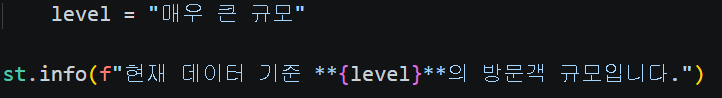 level = "매우 큰 규모"
st.info(f"현재 데이터 기준 **{level}**의 방문객 규모입니다.")